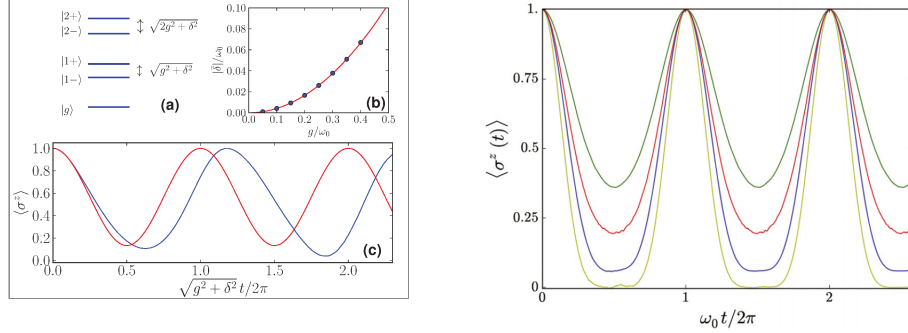 |2+⟩
|2−⟩
↕ √2g²+δ²
|1+⟩
|1−⟩
↕ √g²+δ²
|g⟩
(a)
|δ̃|/ω₀
0.10
0.08
0.06
0.04
0.02
0.00
0.0 0.1 0.2 0.3 0.4 0.5
g/ω₀
(b)
⟨σᶻ⟩
1.0
0.8
0.6
0.4
0.2
0.0
0.0 0.5 1.0 1.5 2.0
√g²+δ² t/2π
(c)
⟨σᶻ (t)⟩
1
0.75
0.5
0.25
0
0 1 2
ω₀ t/2π